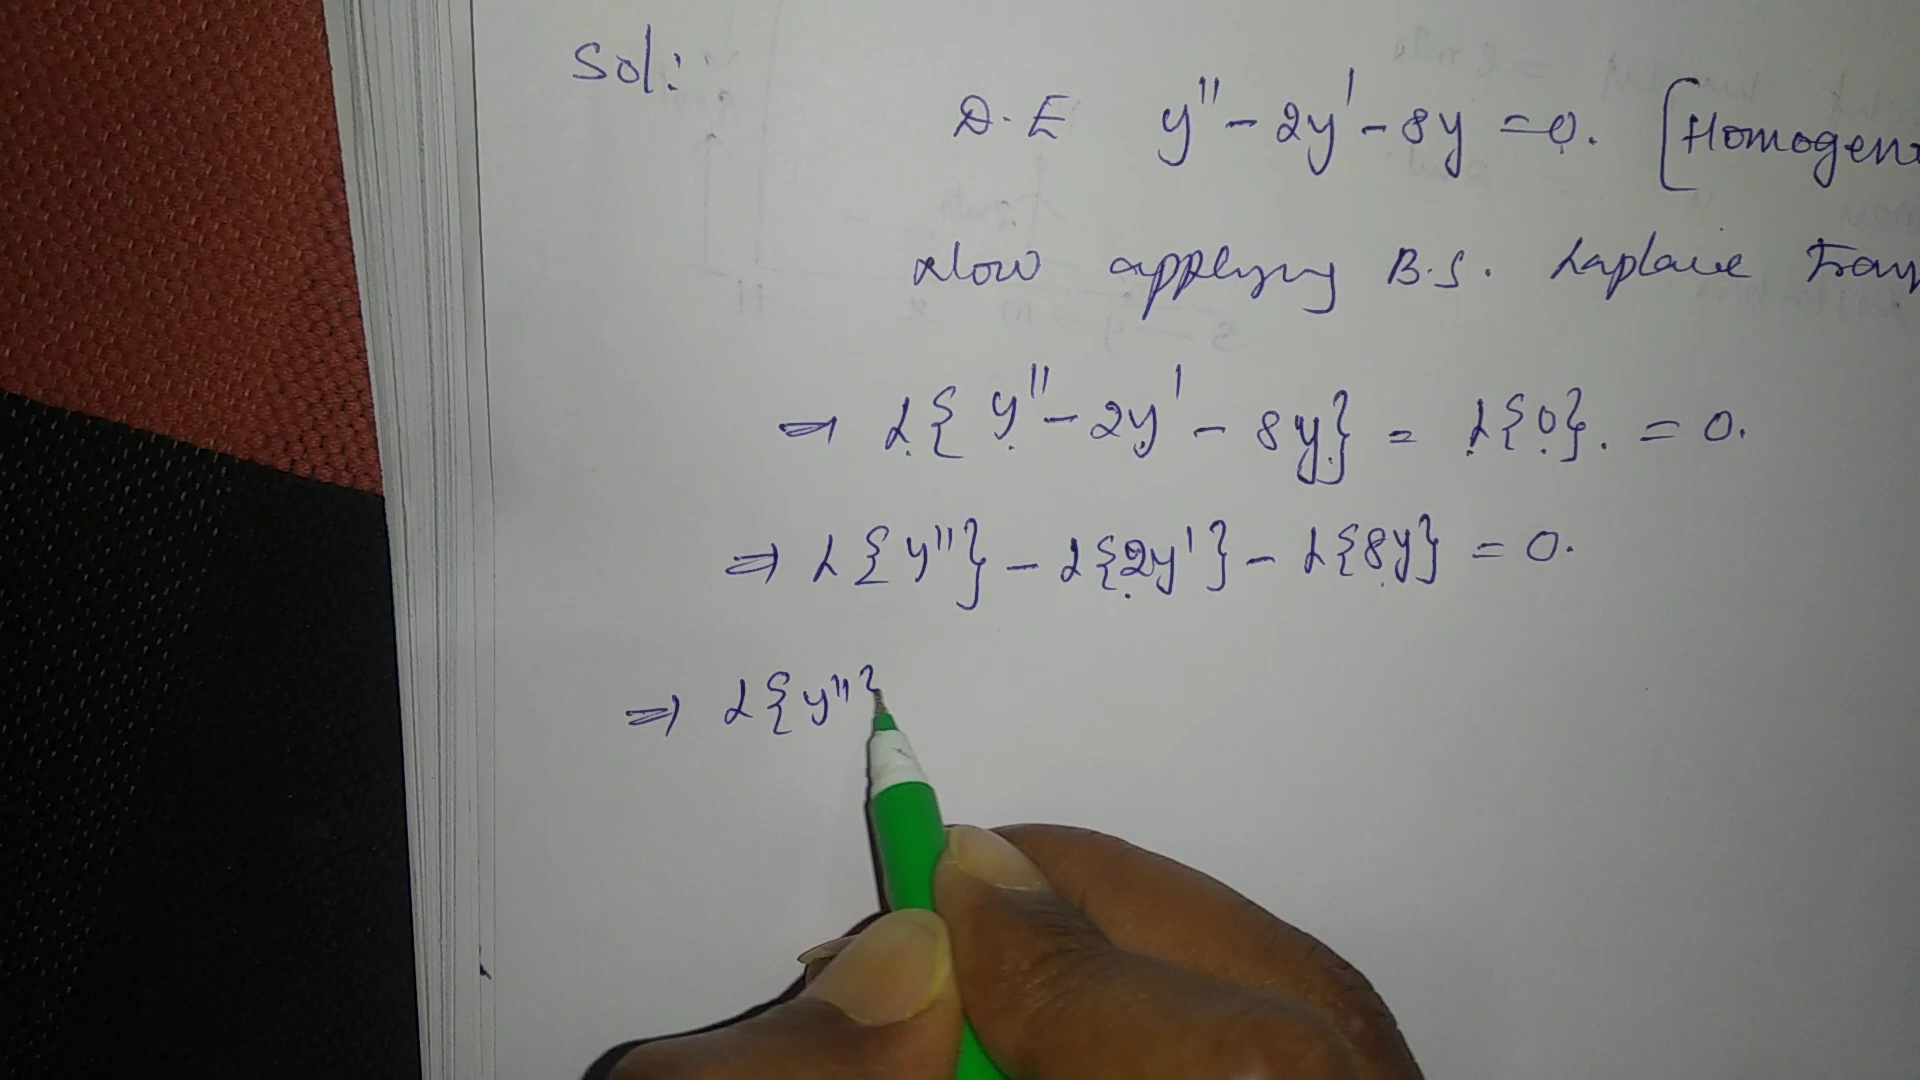 Sol:
D.E y'' - 2y' - 8y = 0. [Homogen
Now applying B.S. Laplace Tran
⇒ L{y'' - 2y' - 8y} = L{0}. = 0.
⇒ L{y''} - L{2y'} - L{8y} = 0.
⇒ L{y''}